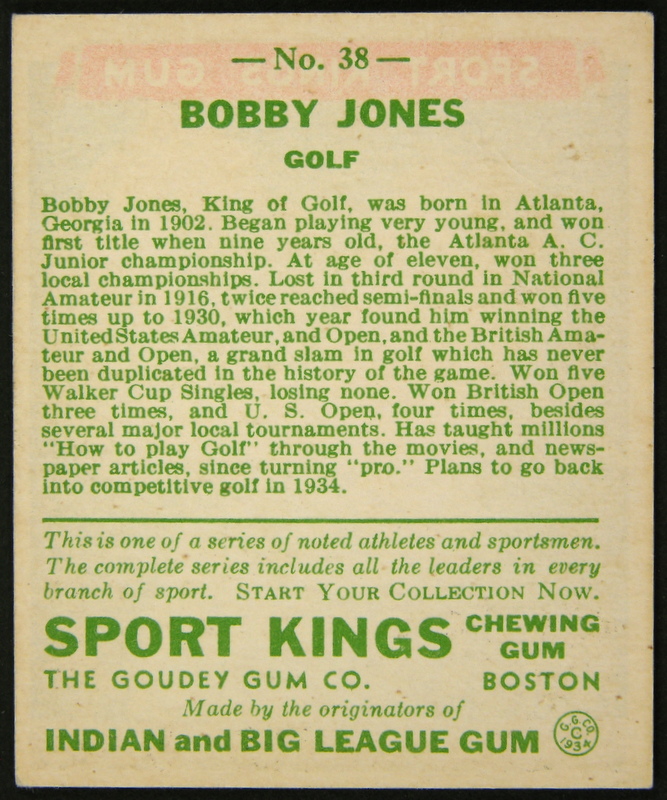 — No. 38 —
SPORT KINGS GUM
BOBBY JONES
GOLF
Bobby Jones, King of Golf, was born in Atlanta,
Georgia in 1902. Began playing very young, and won
first title when nine years old, the Atlanta A. C.
Junior championship. At age of eleven, won three
local championships. Lost in third round in National
Amateur in 1916, twice reached semi-finals and won five
times up to 1930, which year found him winning the
United States Amateur, and Open, and the British Ama-
teur and Open, a grand slam in golf which has never
been duplicated in the history of the game. Won five
Walker Cup Singles, losing none. Won British Open
three times, and U. S. Open, four times, besides
several major local tournaments. Has taught millions
"How to play Golf" through the movies, and news-
paper articles, since turning "pro." Plans to go back
into competitive golf in 1934.
This is one of a series of noted athletes and sportsmen.
The complete series includes all the leaders in every
branch of sport. START YOUR COLLECTION NOW.
SPORT KINGS CHEWING GUM
THE GOUDEY GUM CO. BOSTON
Made by the originators of
INDIAN and BIG LEAGUE GUM
G. G. CO. C 1934